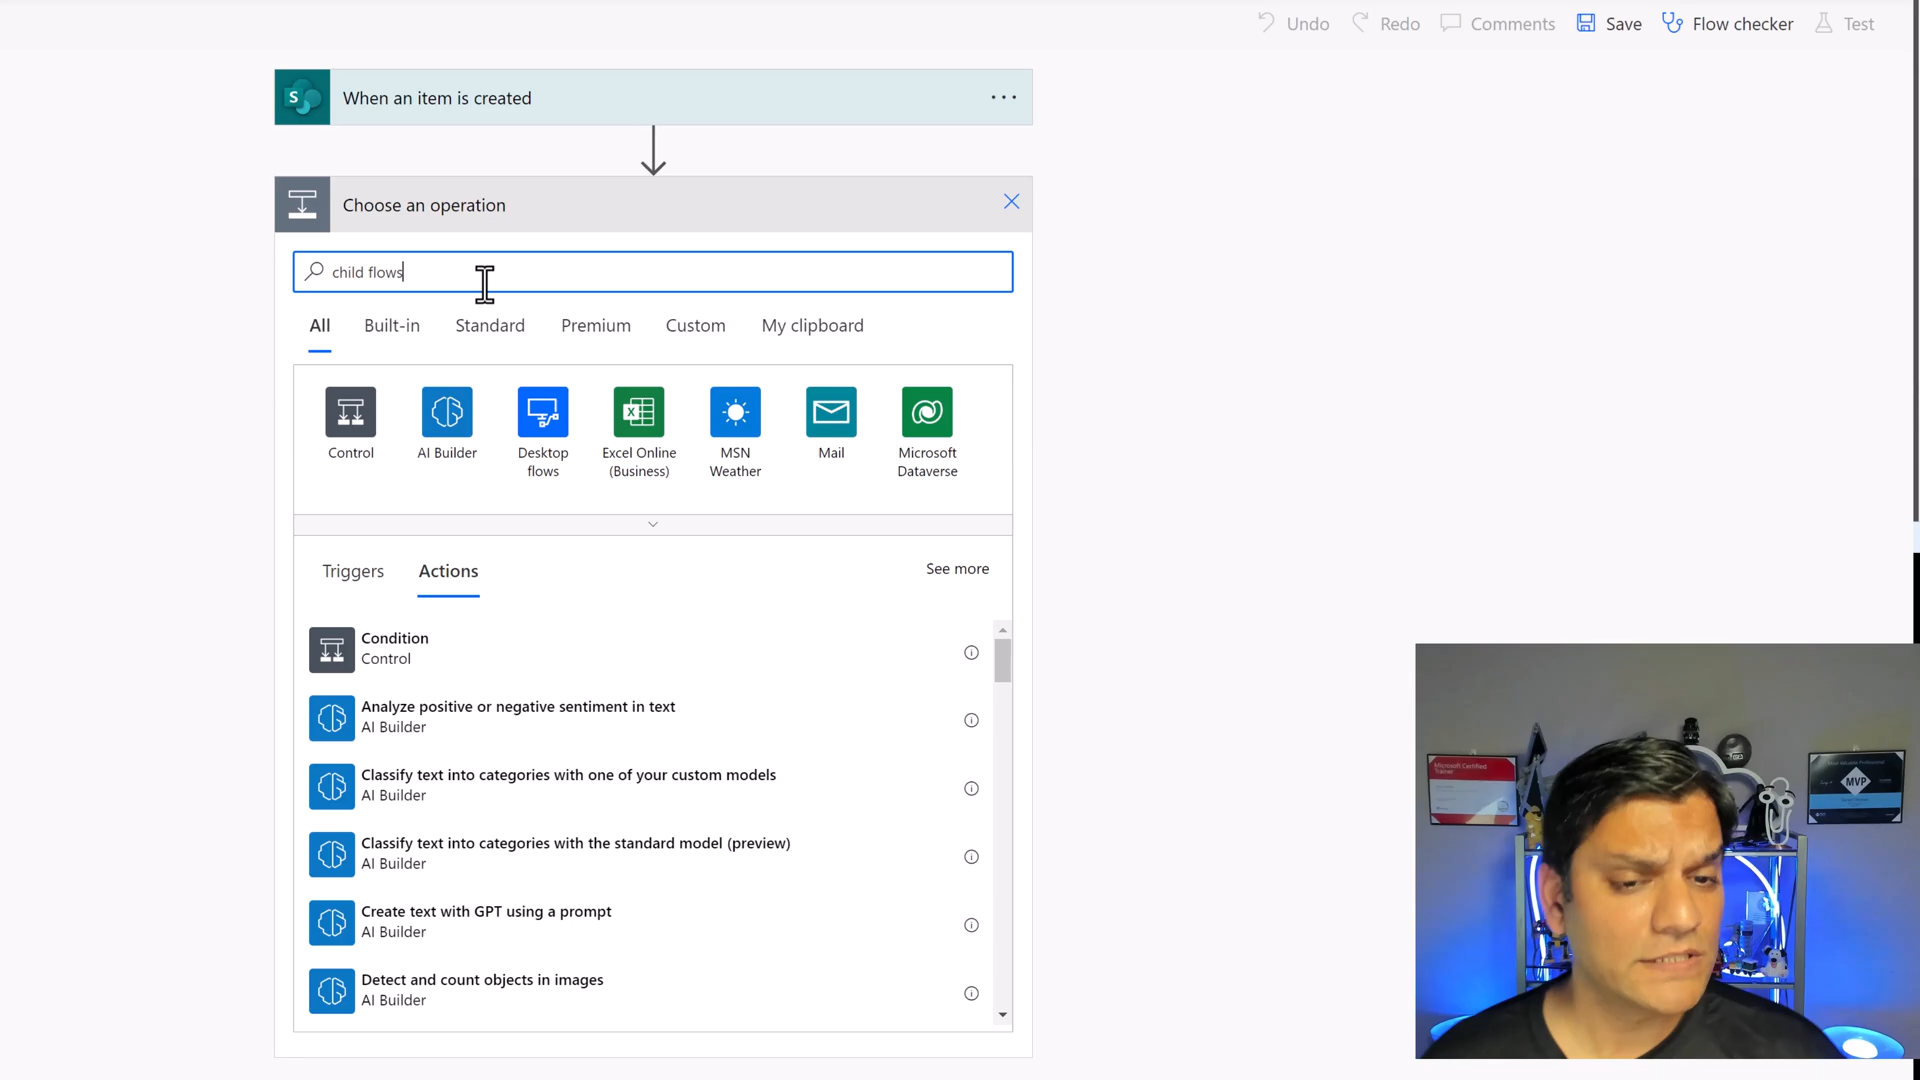 Undo Redo Comments Save Flow checker Test
S When an item is created
Choose an operation
child flows
All Built-in Standard Premium Custom My clipboard
Control AI Builder Desktop flows Excel Online (Business) MSN Weather Mail Microsoft Dataverse
Triggers Actions See more
Condition
Control
Analyze positive or negative sentiment in text
AI Builder
Classify text into categories with one of your custom models
AI Builder
Classify text into categories with the standard model (preview)
AI Builder
Create text with GPT using a prompt
AI Builder
Detect and count objects in images
AI Builder
Microsoft Certified
Trainer
MVP